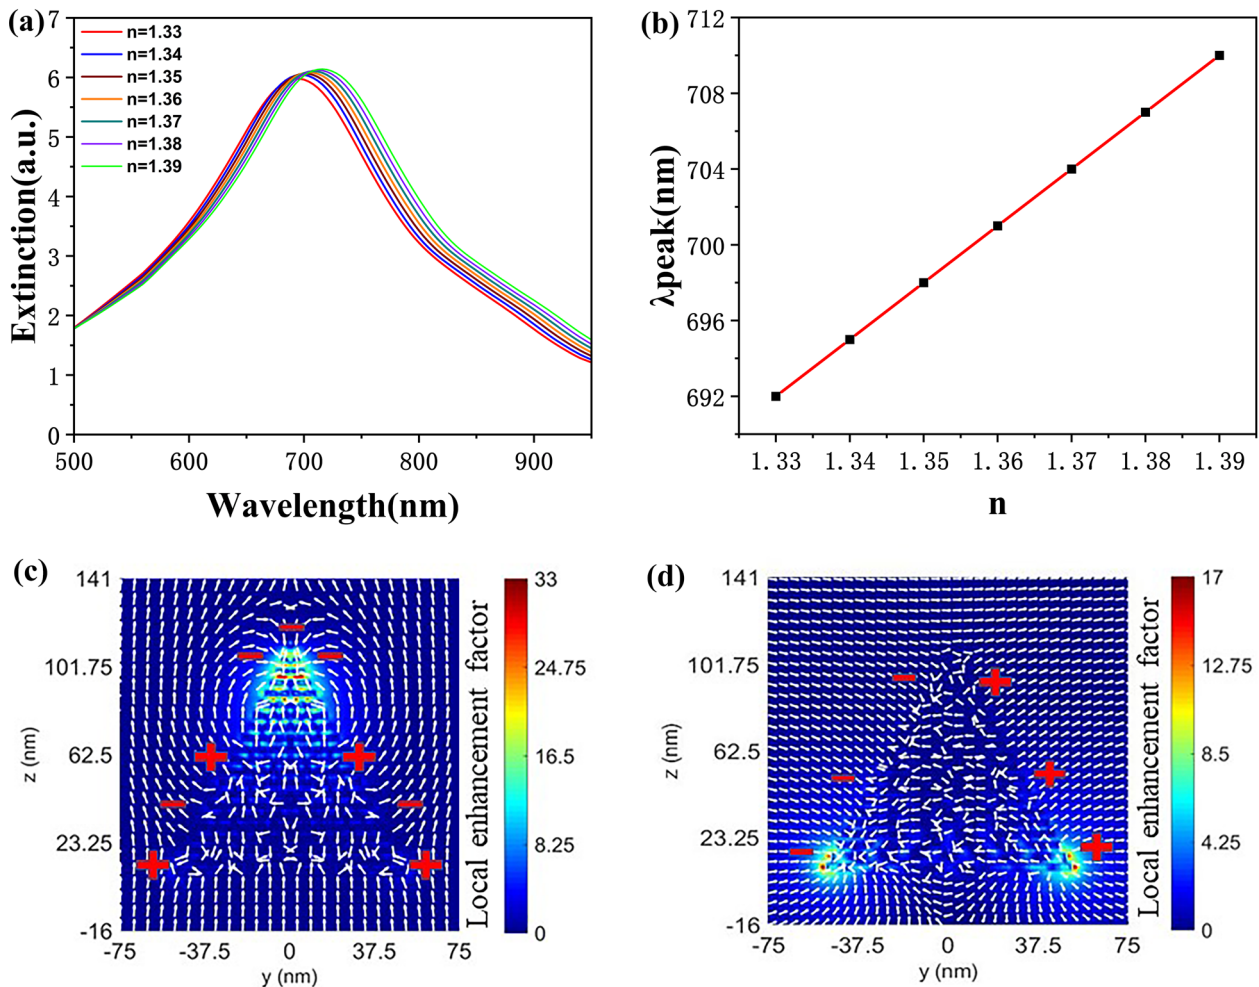 (a)
7
6
5
4
3
2
1
0
Extinction(a.u.)
n=1.33
n=1.34
n=1.35
n=1.36
n=1.37
n=1.38
n=1.39
500
600
700
800
900
Wavelength(nm)
(b)
712
708
704
700
696
692
λpeak(nm)
1.33
1.34
1.35
1.36
1.37
1.38
1.39
n
(c)
141
101.75
62.5
23.25
-16
z (nm)
-75
-37.5
0
37.5
75
y (nm)
33
24.75
16.5
8.25
0
Local enhancement factor
(d)
141
101.75
62.5
23.25
-16
z (nm)
-75
-37.5
0
37.5
75
y (nm)
17
12.75
8.5
4.25
0
Local enhancement factor